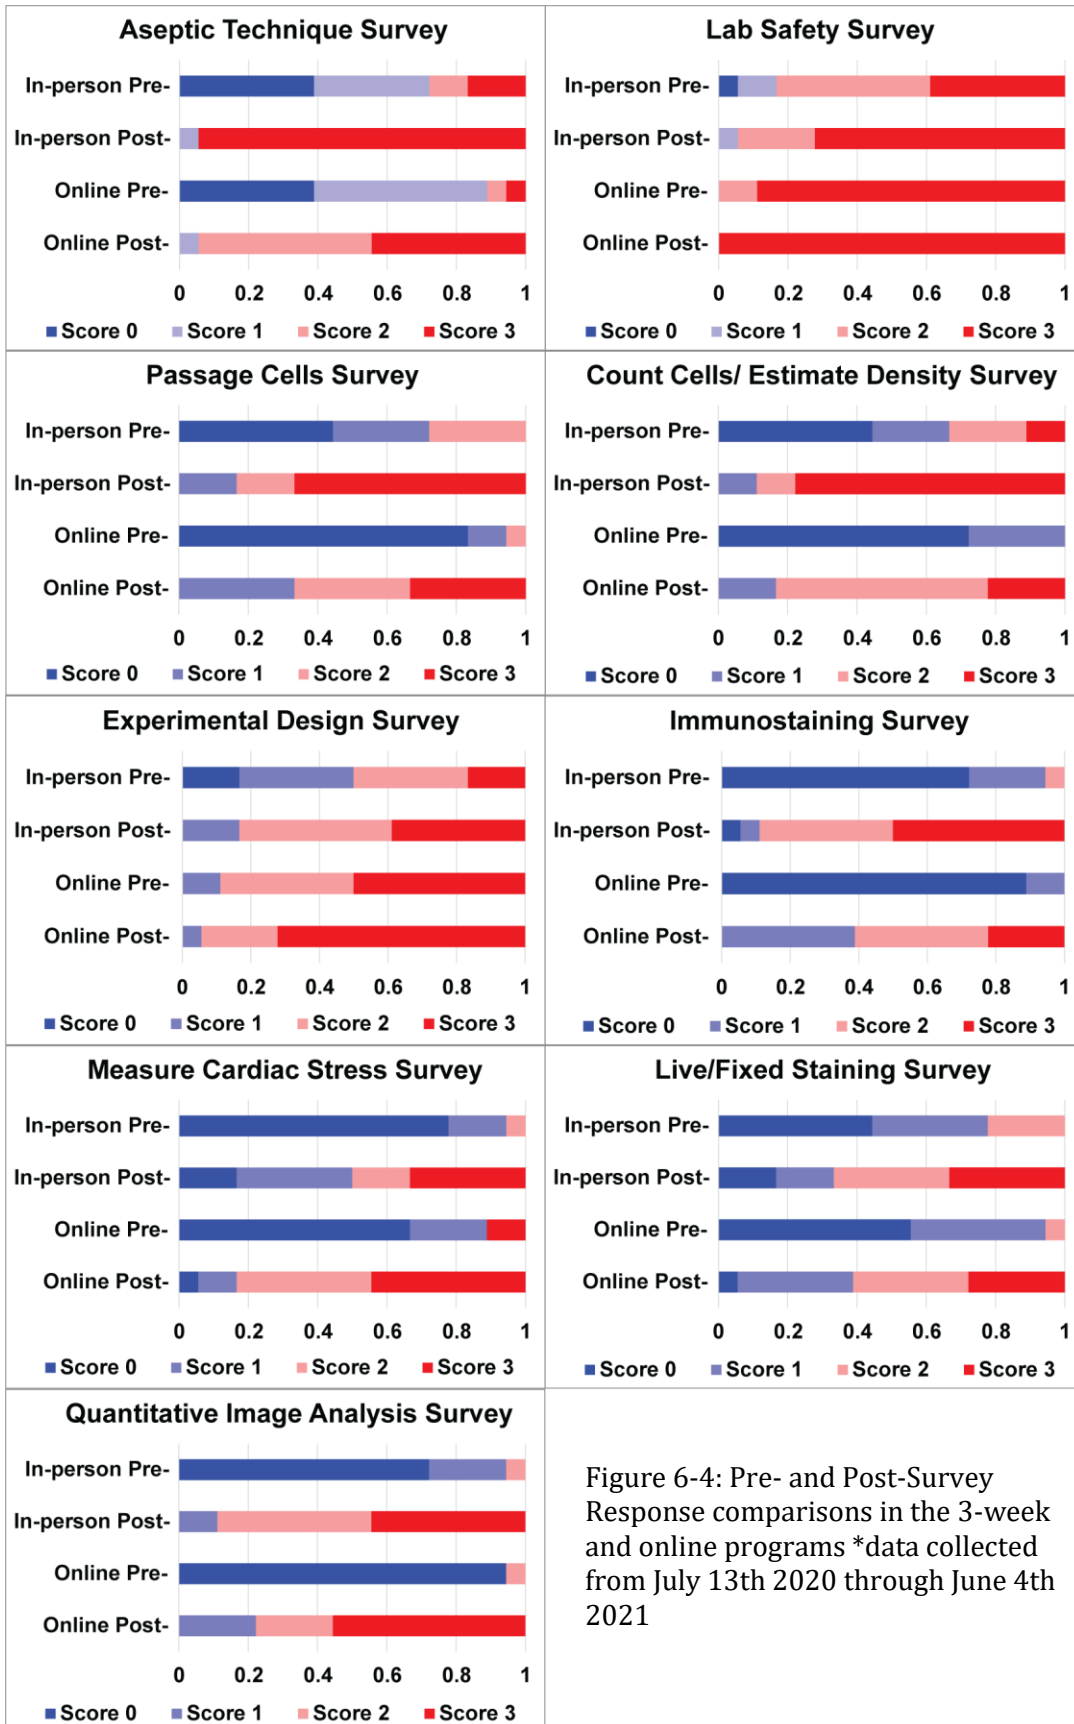 Aseptic Technique Survey
In-person Pre-
In-person Post-
Online Pre-
Online Post-
0 0.2 0.4 0.6 0.8 1
Score 0 Score 1 Score 2 Score 3
Lab Safety Survey
In-person Pre-
In-person Post-
Online Pre-
Online Post-
0 0.2 0.4 0.6 0.8 1
Score 0 Score 1 Score 2 Score 3
Passage Cells Survey
In-person Pre-
In-person Post-
Online Pre-
Online Post-
0 0.2 0.4 0.6 0.8 1
Score 0 Score 1 Score 2 Score 3
Count Cells/ Estimate Density Survey
In-person Pre-
In-person Post-
Online Pre-
Online Post-
0 0.2 0.4 0.6 0.8 1
Score 0 Score 1 Score 2 Score 3
Experimental Design Survey
In-person Pre-
In-person Post-
Online Pre-
Online Post-
0 0.2 0.4 0.6 0.8 1
Score 0 Score 1 Score 2 Score 3
Immunostaining Survey
In-person Pre-
In-person Post-
Online Pre-
Online Post-
0 0.2 0.4 0.6 0.8 1
Score 0 Score 1 Score 2 Score 3
Measure Cardiac Stress Survey
In-person Pre-
In-person Post-
Online Pre-
Online Post-
0 0.2 0.4 0.6 0.8 1
Score 0 Score 1 Score 2 Score 3
Live/Fixed Staining Survey
In-person Pre-
In-person Post-
Online Pre-
Online Post-
0 0.2 0.4 0.6 0.8 1
Score 0 Score 1 Score 2 Score 3
Quantitative Image Analysis Survey
In-person Pre-
In-person Post-
Online Pre-
Online Post-
0 0.2 0.4 0.6 0.8 1
Score 0 Score 1 Score 2 Score 3
Figure 6-4: Pre- and Post-Survey
Response comparisons in the 3-week
and online programs *data collected
from July 13th 2020 through June 4th
2021